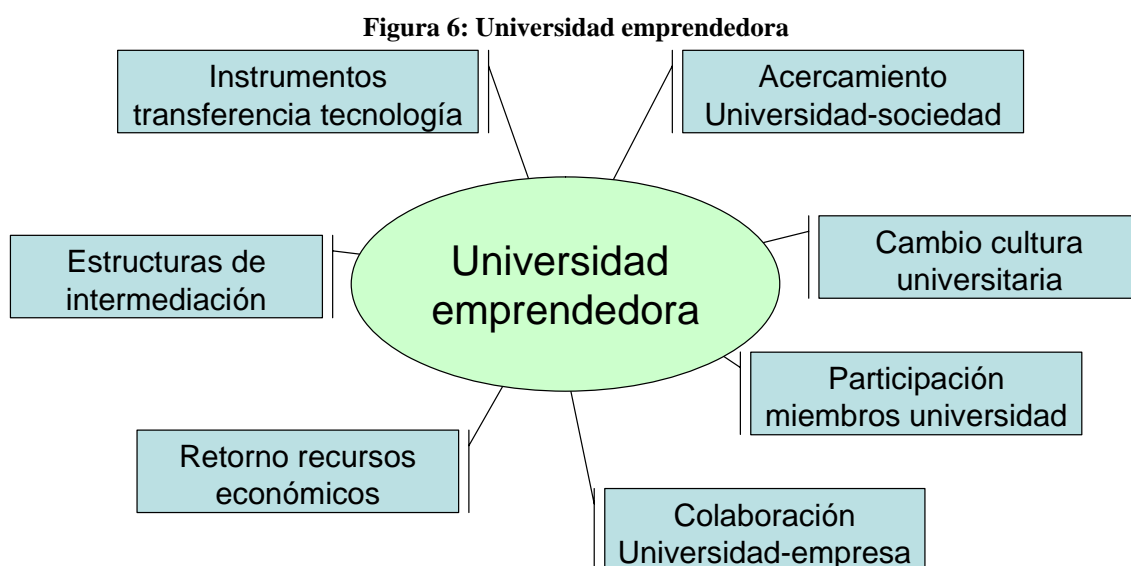 Figura 6: Universidad emprendedora
Instrumentos
transferencia tecnología
Acercamiento
Universidad-sociedad
Estructuras de
intermediación
Universidad
emprendedora
Cambio cultura
universitaria
Participación
miembros universidad
Retorno recursos
económicos
Colaboración
Universidad-empresa